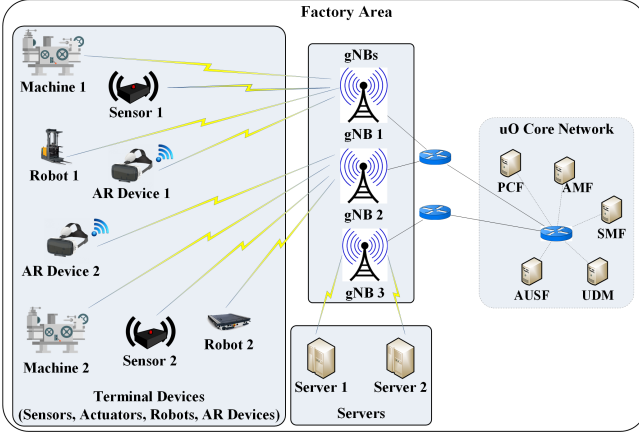 Factory Area
Machine 1
Sensor 1
Robot 1
AR Device 1
AR Device 2
Machine 2
Sensor 2
Robot 2
Terminal Devices
(Sensors, Actuators, Robots, AR Devices)
gNBs
gNB 1
gNB 2
gNB 3
Server 1
Server 2
Servers
uO Core Network
PCF
AMF
SMF
AUSF
UDM